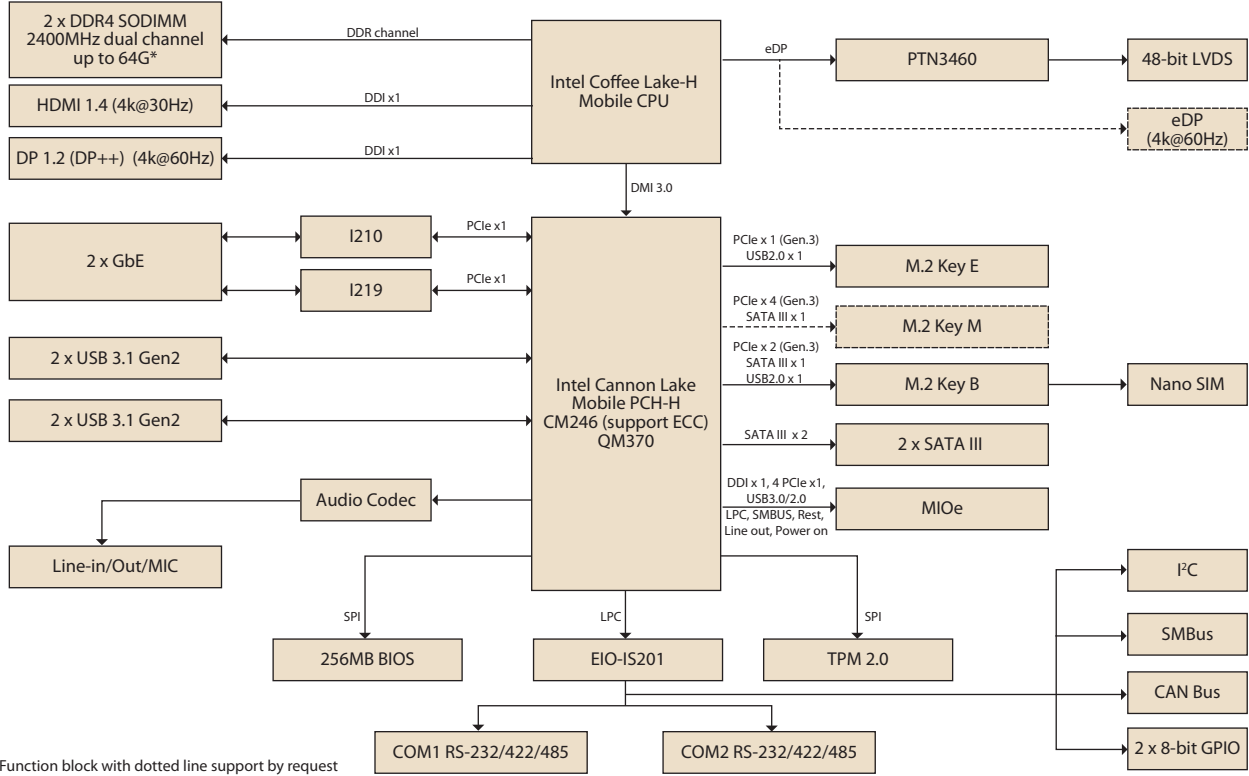 2 x DDR4 SODIMM
2400MHz dual channel
up to 64G*
DDR channel
HDMI 1.4 (4k@30Hz)
DDI x1
DP 1.2 (DP++) (4k@60Hz)
DDI x1
Intel Coffee Lake-H
Mobile CPU
eDP
PTN3460
48-bit LVDS
eDP
(4k@60Hz)
DMI 3.0
2 x GbE
I210
PCIe x1
I219
PCIe x1
2 x USB 3.1 Gen2
2 x USB 3.1 Gen2
Audio Codec
Line-in/Out/MIC
Intel Cannon Lake
Mobile PCH-H
CM246 (support ECC)
QM370
PCIe x 1 (Gen.3)
USB2.0 x 1
M.2 Key E
PCIe x 4 (Gen.3)
SATA III x 1
M.2 Key M
PCIe x 2 (Gen.3)
SATA III x 1
USB2.0 x 1
M.2 Key B
Nano SIM
SATA III x 2
2 x SATA III
DDI x 1, 4 PCIe x1,
USB3.0/2.0
LPC, SMBUS, Rest,
Line out, Power on
MIOe
SPI
256MB BIOS
LPC
EIO-IS201
SPI
TPM 2.0
I²C
SMBus
CAN Bus
2 x 8-bit GPIO
COM1 RS-232/422/485
COM2 RS-232/422/485
Function block with dotted line support by request